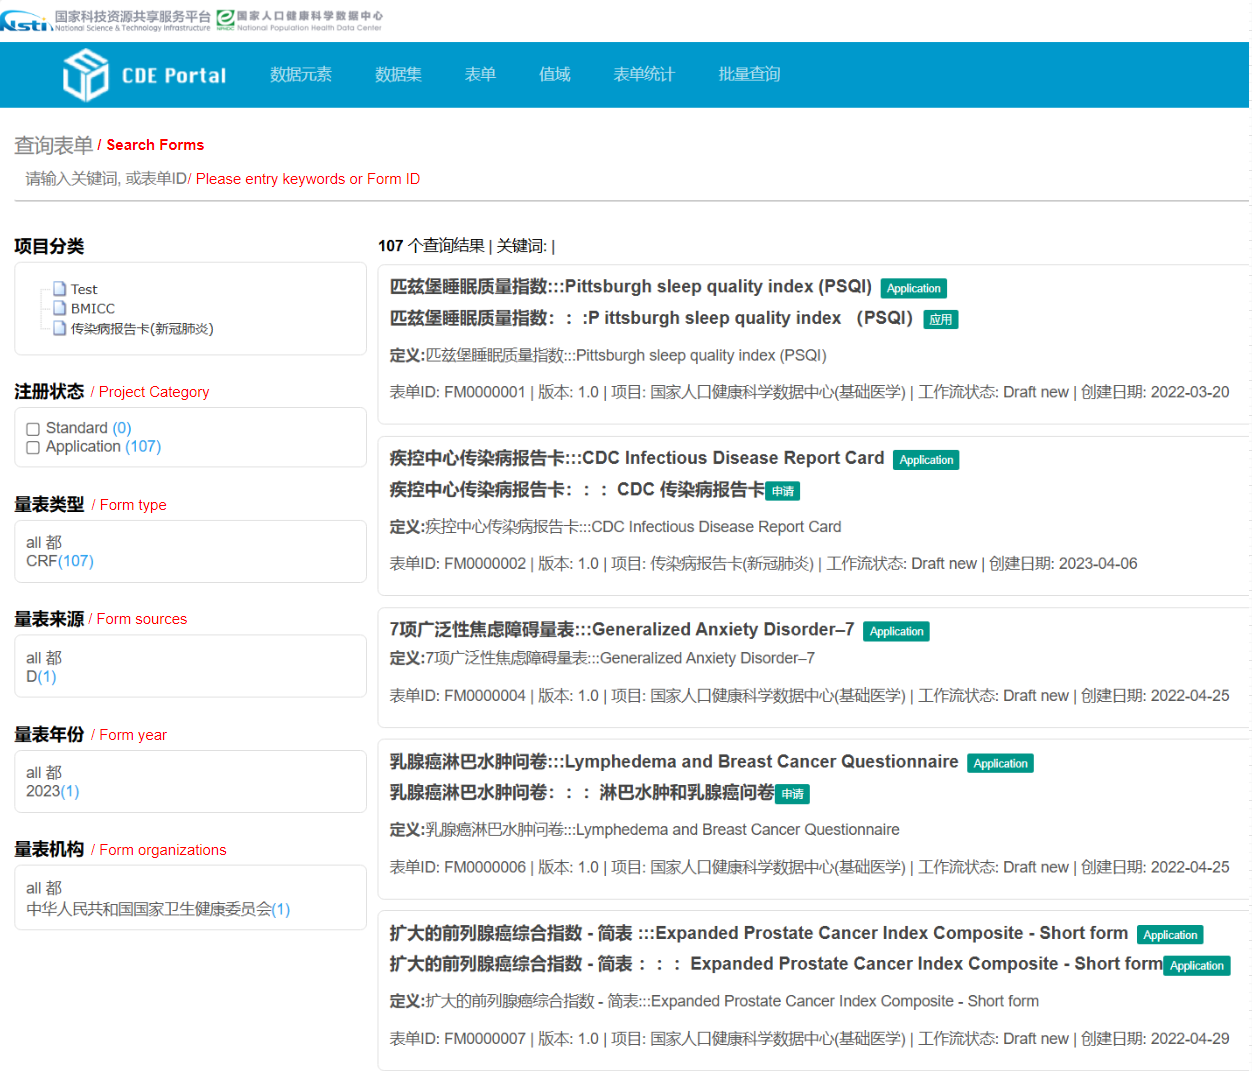 Nsti 国家科技资源共享服务平台 National Science & Technology Infrastructure 国家人口健康科学数据中心 National Population Health Data Center
CDE Portal 数据元素 数据集 表单 值域 表单统计 批量查询
查询表单 / Search Forms
请输入关键词, 或表单ID/ Please entry keywords or Form ID
项目分类
Test
BMICC
传染病报告卡(新冠肺炎)
注册状态 / Project Category
Standard (0)
Application (107)
量表类型 / Form type
all 都
CRF(107)
量表来源 / Form sources
all 都
D(1)
量表年份 / Form year
all 都
2023(1)
量表机构 / Form organizations
all 都
中华人民共和国国家卫生健康委员会(1)
107 个查询结果 | 关键词: |
匹兹堡睡眠质量指数:::Pittsburgh sleep quality index (PSQI) Application
匹兹堡睡眠质量指数：：:P ittsburgh sleep quality index （PSQI） 应用
定义:匹兹堡睡眠质量指数:::Pittsburgh sleep quality index (PSQI)
表单ID: FM0000001 | 版本: 1.0 | 项目: 国家人口健康科学数据中心(基础医学) | 工作流状态: Draft new | 创建日期: 2022-03-20
疾控中心传染病报告卡:::CDC Infectious Disease Report Card Application
疾控中心传染病报告卡：：：CDC 传染病报告卡 申请
定义:疾控中心传染病报告卡:::CDC Infectious Disease Report Card
表单ID: FM0000002 | 版本: 1.0 | 项目: 传染病报告卡(新冠肺炎) | 工作流状态: Draft new | 创建日期: 2023-04-06
7项广泛性焦虑障碍量表:::Generalized Anxiety Disorder–7 Application
定义:7项广泛性焦虑障碍量表:::Generalized Anxiety Disorder–7
表单ID: FM0000004 | 版本: 1.0 | 项目: 国家人口健康科学数据中心(基础医学) | 工作流状态: Draft new | 创建日期: 2022-04-25
乳腺癌淋巴水肿问卷:::Lymphedema and Breast Cancer Questionnaire Application
乳腺癌淋巴水肿问卷：：：淋巴水肿和乳腺癌问卷 申请
定义:乳腺癌淋巴水肿问卷:::Lymphedema and Breast Cancer Questionnaire
表单ID: FM0000006 | 版本: 1.0 | 项目: 国家人口健康科学数据中心(基础医学) | 工作流状态: Draft new | 创建日期: 2022-04-25
扩大的前列腺癌综合指数 - 简表 :::Expanded Prostate Cancer Index Composite - Short form Application
扩大的前列腺癌综合指数 - 简表 ：：：Expanded Prostate Cancer Index Composite - Short form Application
定义:扩大的前列腺癌综合指数 - 简表:::Expanded Prostate Cancer Index Composite - Short form
表单ID: FM0000007 | 版本: 1.0 | 项目: 国家人口健康科学数据中心(基础医学) | 工作流状态: Draft new | 创建日期: 2022-04-29